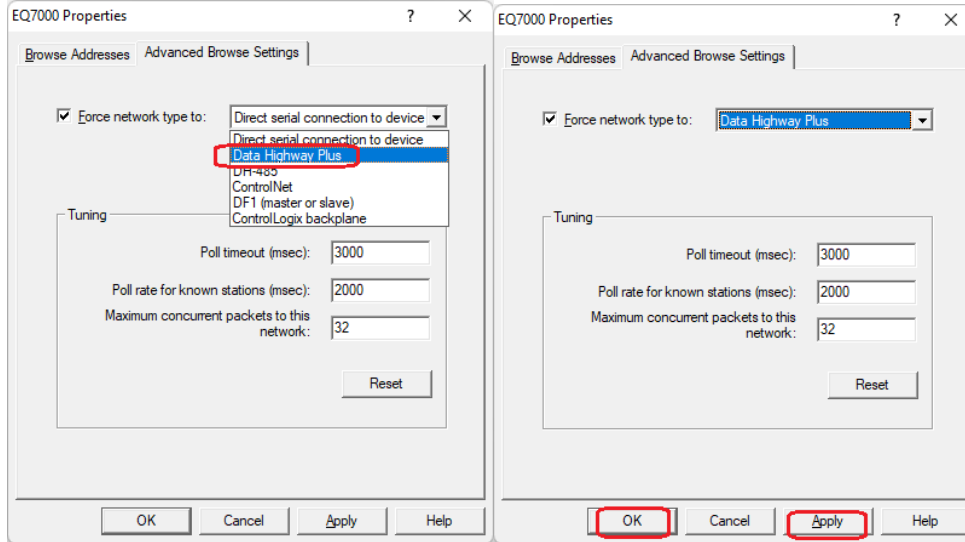 EQ7000 Properties
?
Browse Addresses
Advanced Browse Settings
Force network type to:
Direct serial connection to device
Direct serial connection to device
Data Highway Plus
DH-485
ControlNet
DF1 (master or slave)
ControlLogix backplane
Tuning
Poll timeout (msec):
3000
Poll rate for known stations (msec):
2000
Maximum concurrent packets to this
network:
32
Reset
OK
Cancel
Apply
Help
EQ7000 Properties
?
Browse Addresses
Advanced Browse Settings
Force network type to:
Data Highway Plus
Tuning
Poll timeout (msec):
3000
Poll rate for known stations (msec):
2000
Maximum concurrent packets to this
network:
32
Reset
OK
Cancel
Apply
Help